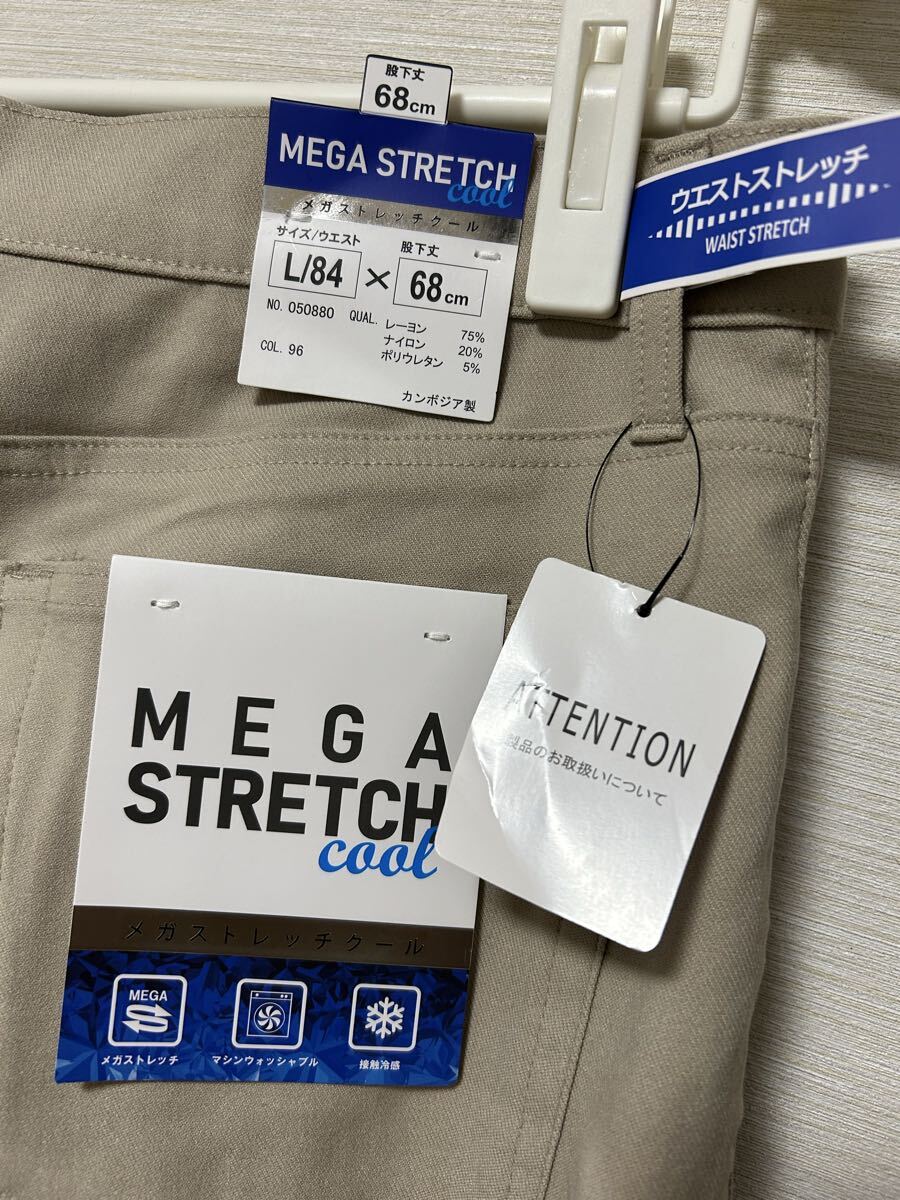 股下丈
68cm
MEGA STRETCH
cool
メガストレッチクール
サイズ/ウエスト 股下丈
L/84 × 68cm
NO. 050880 QUAL. レーヨン 75%
ナイロン 20%
COL. 96 ポリウレタン 5%
カンボジア製
ウエストストレッチ
WAIST STRETCH
ATTENTION
製品のお取扱いについて
MEGA
STRETCH
cool
メガストレッチクール
MEGA
メガストレッチ マシンウォッシャブル 接触冷感